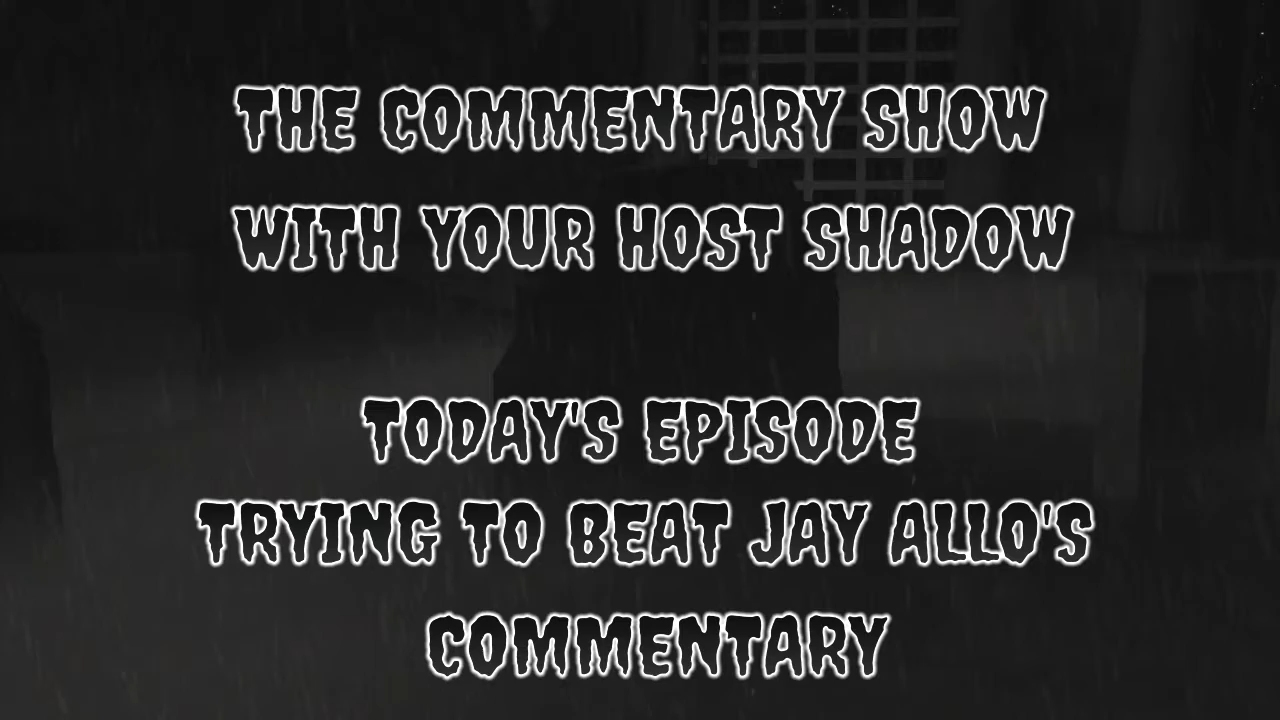 THE COMMENTARY SHOW
WITH YOUR HOST SHADOW
TODAY'S EPISODE
TRYING TO BEAT JAY ALLO'S
COMMENTARY